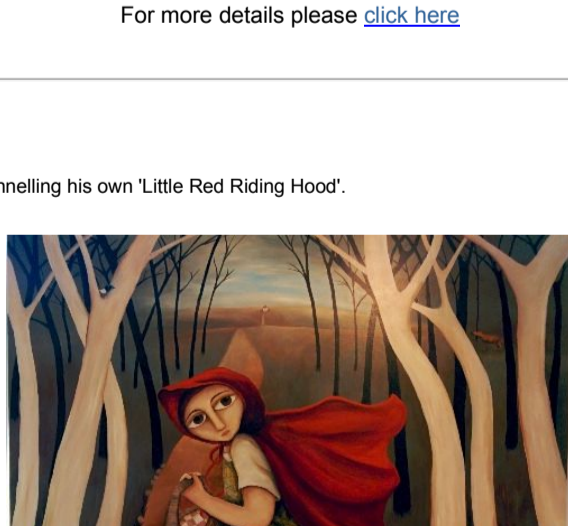 For more details please click here
nnelling his own 'Little Red Riding Hood'.